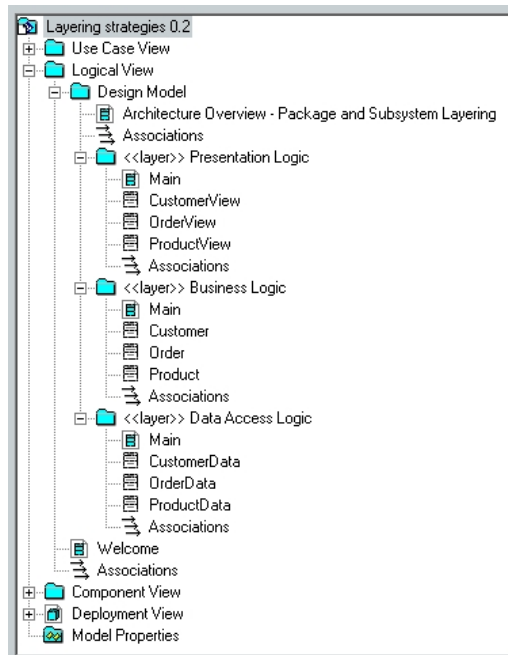 Layering strategies 0.2
Use Case View
Logical View
Design Model
Architecture Overview - Package and Subsystem Layering
Associations
<<layer>> Presentation Logic
Main
CustomerView
OrderView
ProductView
Associations
<<layer>> Business Logic
Main
Customer
Order
Product
Associations
<<layer>> Data Access Logic
Main
CustomerData
OrderData
ProductData
Associations
Welcome
Associations
Component View
Deployment View
Model Properties